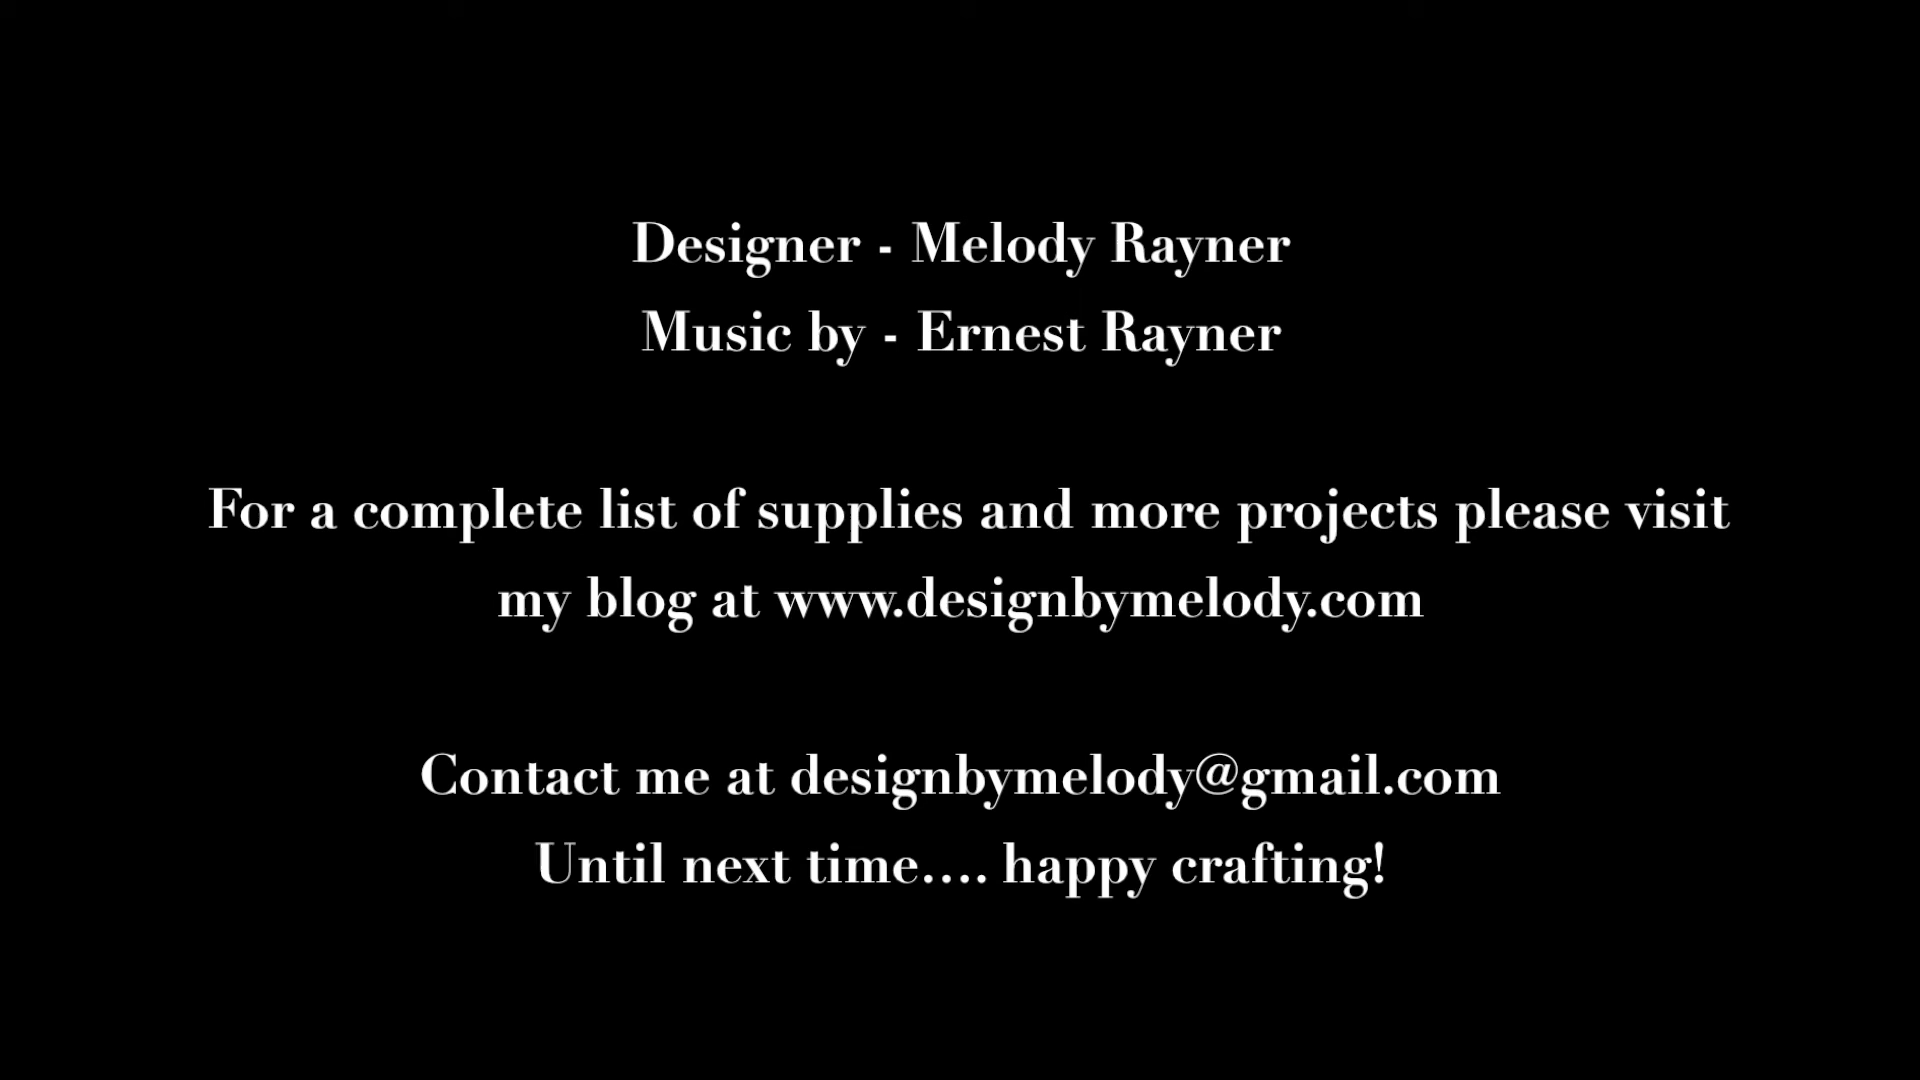 Designer - Melody Rayner
Music by - Ernest Rayner
For a complete list of supplies and more projects please visit
my blog at www.designbymelody.com
Contact me at designbymelody@gmail.com
Until next time.... happy crafting!